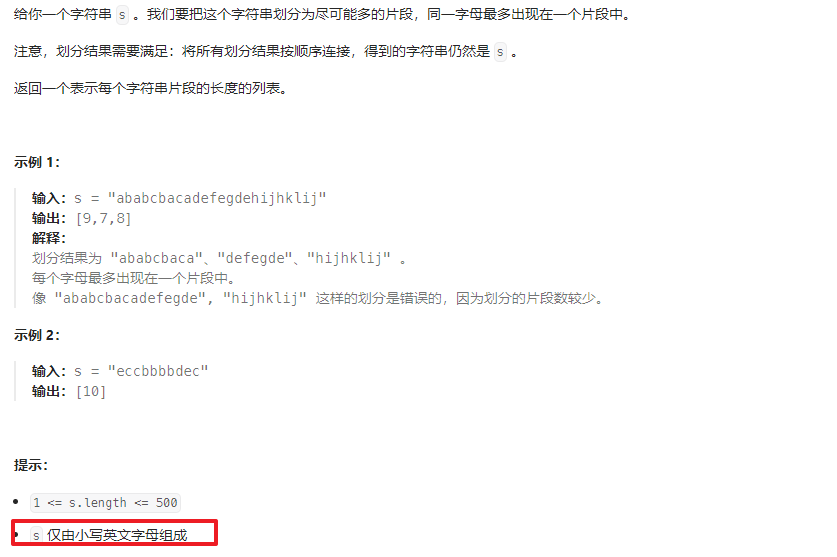 给你一个字符串 s 。我们要把这个字符串划分为尽可能多的片段，同一字母最多出现在一个片段中。
注意，划分结果需要满足：将所有划分结果按顺序连接，得到的字符串仍然是 s 。
返回一个表示每个字符串片段的长度的列表。
示例 1：
输入：s = "ababcbacadefegdehijhklij"
输出：[9,7,8]
解释：
划分结果为 "ababcbaca"、"defegde"、"hijhklij" 。
每个字母最多出现在一个片段中。
像 "ababcbacadefegde", "hijhklij" 这样的划分是错误的，因为划分的片段数较少。
示例 2：
输入：s = "eccbbbbdec"
输出：[10]
提示：
• 1 <= s.length <= 500
• s 仅由小写英文字母组成